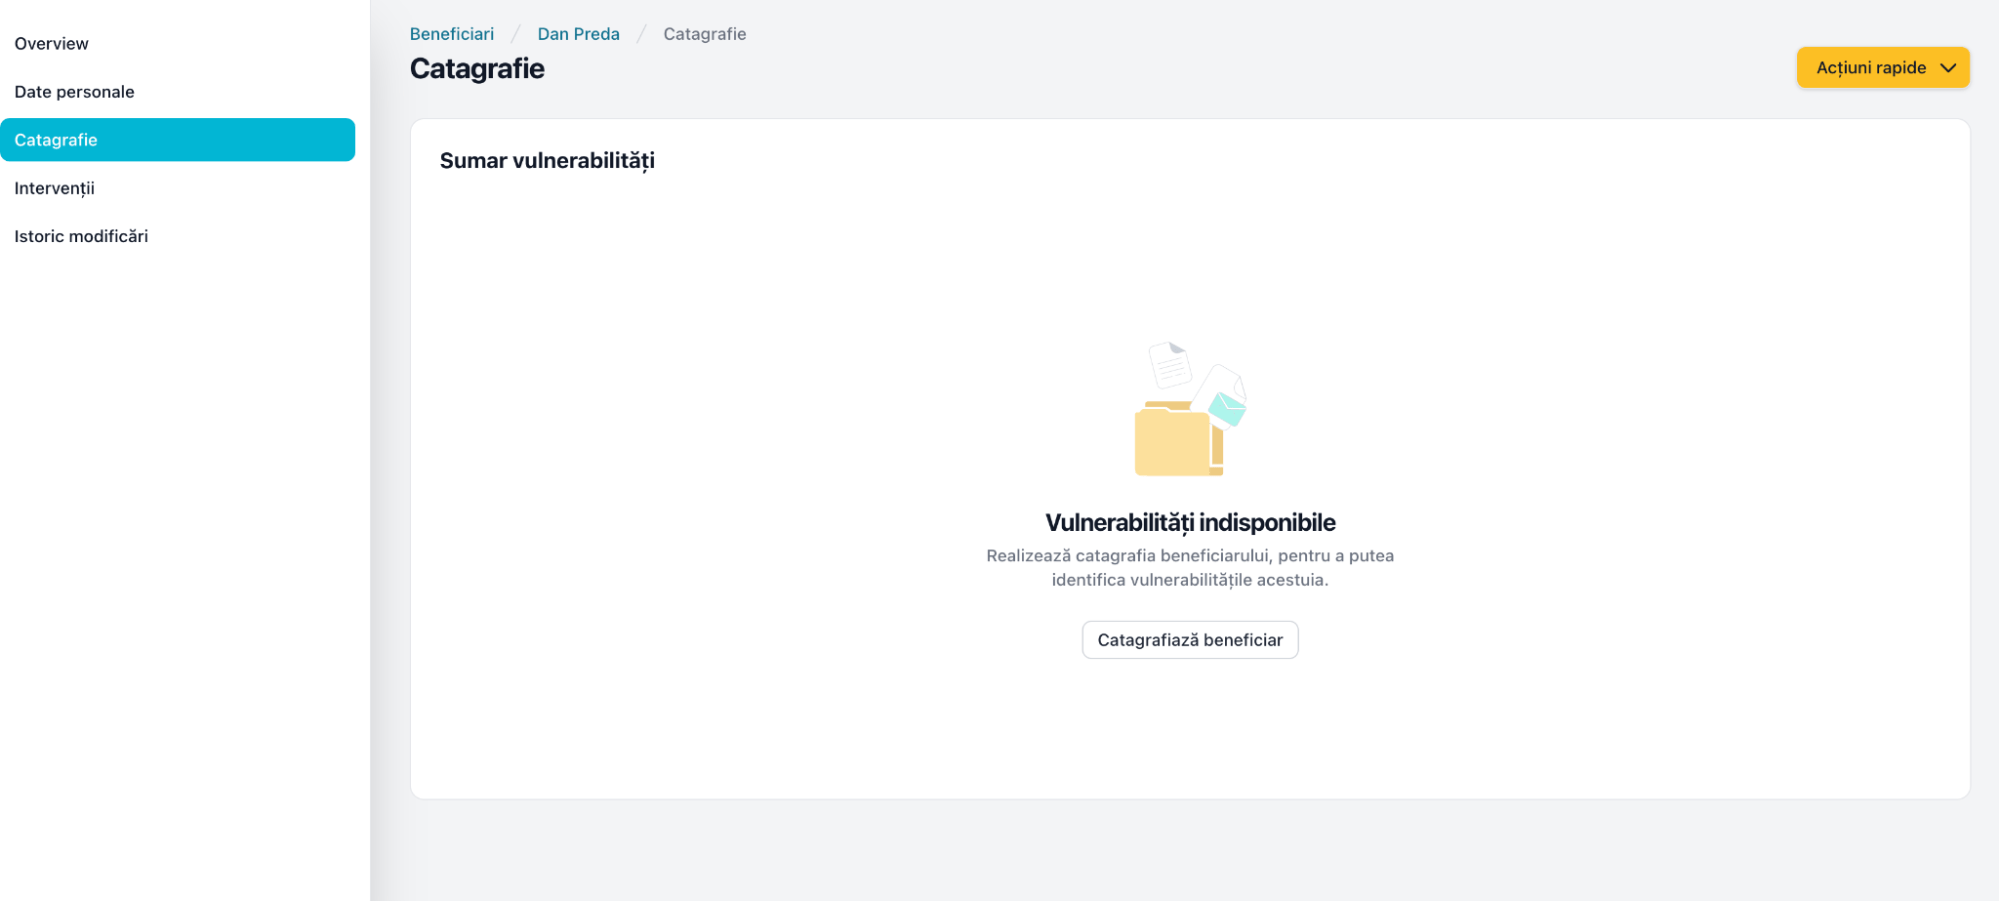 Overview
Date personale
Catagrafie
Intervenții
Istoric modificări
Beneficiari / Dan Preda / Catagrafie
Catagrafie
Acțiuni rapide
Sumar vulnerabilități
Vulnerabilități indisponibile
Realizează catagrafia beneficiarului, pentru a putea
identifica vulnerabilitățile acestuia.
Catagrafiază beneficiar